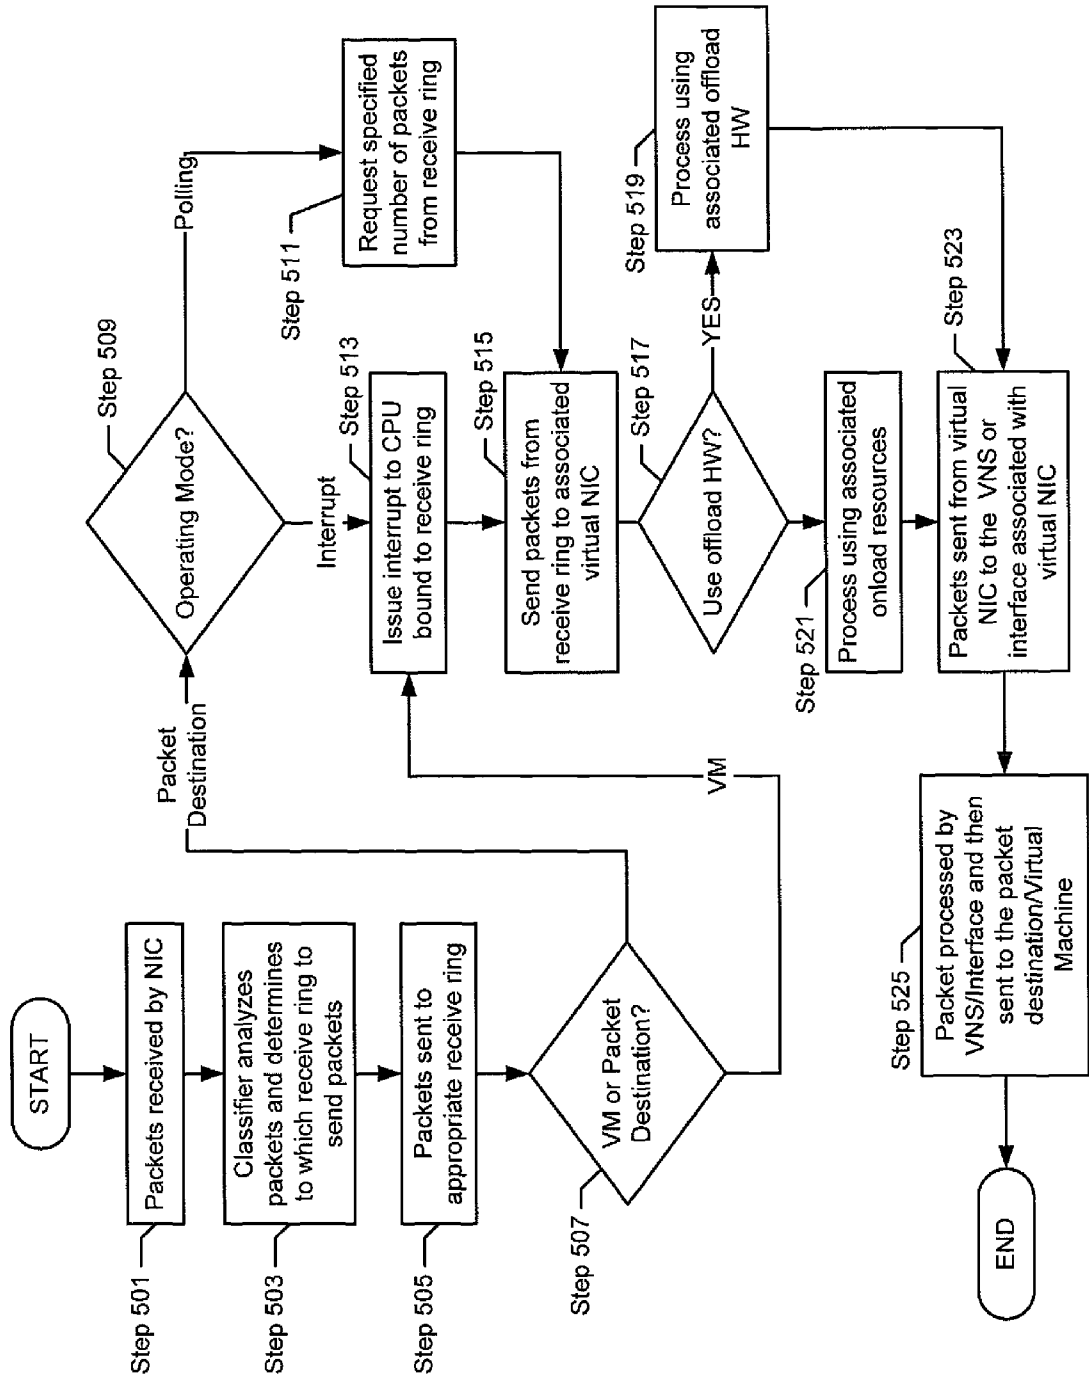 START
Step 501
Packets received by NIC
Step 503
Classifier analyzes
packets and determines
to which receive ring to
send packets
Step 505
Packets sent to
appropriate receive ring
Step 507
VM or Packet
Destination?
Packet
Destination
VM
Step 509
Operating Mode?
Polling
Interrupt
Step 511
Request specified
number of packets
from receive ring
Step 513
Issue interrupt to CPU
bound to receive ring
Step 515
Send packets from
receive ring to associated
virtual NIC
Step 517
Use offload HW?
YES
Step 519
Process using
associated offload
HW
Step 521
Process using associated
onload resources
Step 523
Packets sent from virtual
NIC to the VNS or
interface associated with
virtual NIC
Step 525
Packet processed by
VNS/Interface and then
sent to the packet
destination/Virtual
Machine
END